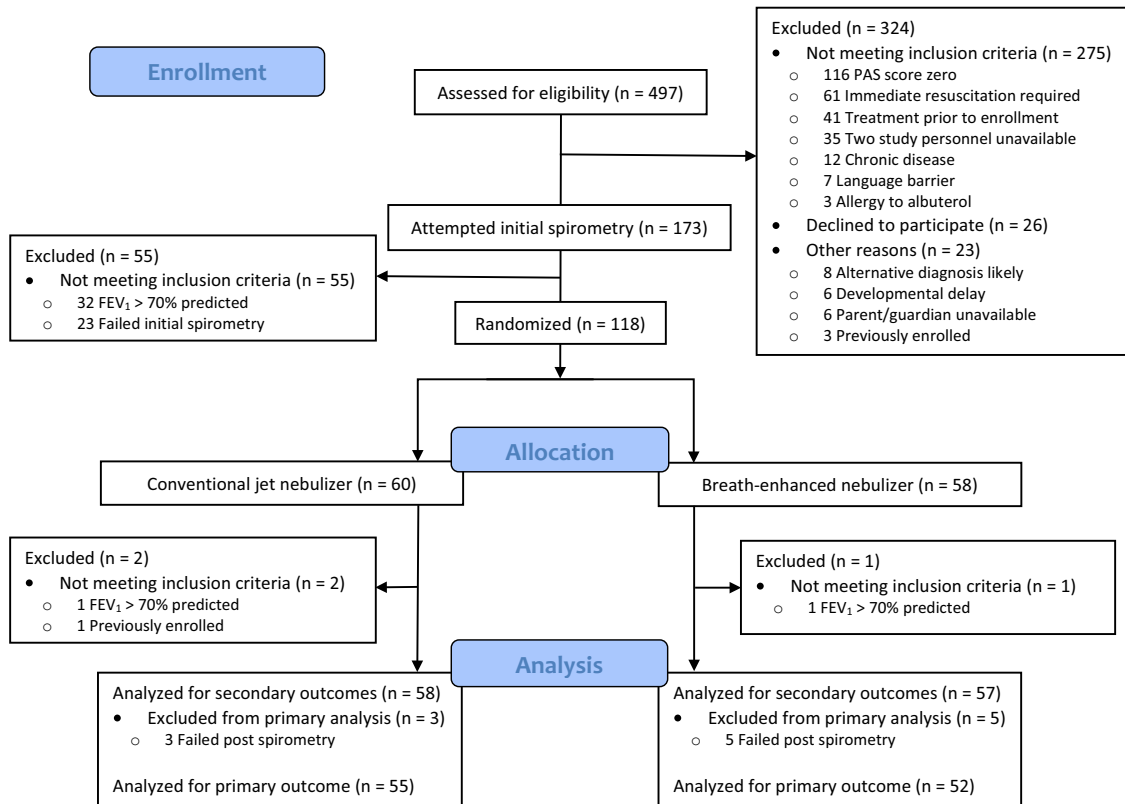 Enrollment
Assessed for eligibility (n = 497)
Excluded (n = 324)
• Not meeting inclusion criteria (n = 275)
o 116 PAS score zero
o 61 Immediate resuscitation required
o 41 Treatment prior to enrollment
o 35 Two study personnel unavailable
o 12 Chronic disease
o 7 Language barrier
o 3 Allergy to albuterol
• Declined to participate (n = 26)
• Other reasons (n = 23)
o 8 Alternative diagnosis likely
o 6 Developmental delay
o 6 Parent/guardian unavailable
o 3 Previously enrolled
Attempted initial spirometry (n = 173)
Excluded (n = 55)
• Not meeting inclusion criteria (n = 55)
o 32 FEV₁ > 70% predicted
o 23 Failed initial spirometry
Randomized (n = 118)
Allocation
Conventional jet nebulizer (n = 60)
Breath-enhanced nebulizer (n = 58)
Excluded (n = 2)
• Not meeting inclusion criteria (n = 2)
o 1 FEV₁ > 70% predicted
o 1 Previously enrolled
Excluded (n = 1)
• Not meeting inclusion criteria (n = 1)
o 1 FEV₁ > 70% predicted
Analysis
Analyzed for secondary outcomes (n = 58)
• Excluded from primary analysis (n = 3)
o 3 Failed post spirometry
Analyzed for primary outcome (n = 55)
Analyzed for secondary outcomes (n = 57)
• Excluded from primary analysis (n = 5)
o 5 Failed post spirometry
Analyzed for primary outcome (n = 52)